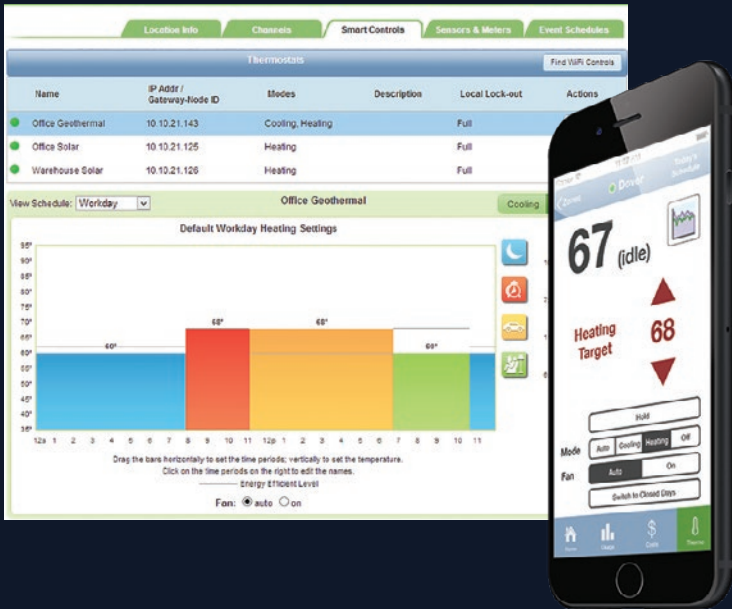 Location Info
Channels
Smart Controls
Sensors & Meters
Event Schedules
Thermostats
Find WiFi Controls
Name
IP Addr /
Gateway-Node ID
Modes
Description
Local Lock-out
Actions
Office Geothermal 10.10.21.143 Cooling, Heating Full
Office Solar 10.10.21.125 Heating Full
Warehouse Solar 10.10.21.126 Heating Full
View Schedule: Workday
Office Geothermal
Cooling
Default Workday Heating Settings
95°
90°
85°
80°
75°
70°
65°
60°
55°
50°
45°
40°
35°
60°
68°
68°
60°
12a 1 2 3 4 5 6 7 8 9 10 11 12p 1 2 3 4 5 6 7 8 9 10 11
Drag the bars horizontally to set the time periods; vertically to set the temperature.
Click on the time periods on the right to edit the names.
Energy Efficient Level
Fan: auto on
Zones
Dover
Today's
Schedule
67 (idle)
Heating
Target
68
Hold
Mode
Auto
Cooling
Heating
Off
Fan
Auto
On
Switch to Closed Days
Home
Usage
$
Costs
Thermo